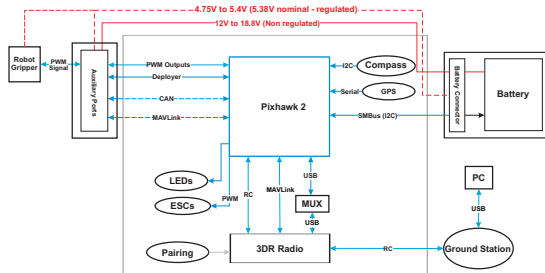 4.75V to 5.4V (5.38V nominal - regulated)
12V to 18.8V (Non regulated)
Robot
Gripper
PWM
Signal
Auxiliary Ports
PWM Outputs
Deployer
CAN
MAVLink
Pixhawk 2
I2C
Compass
Serial
GPS
SMBus (I2C)
Battery Connector
Battery
LEDs
ESCs
PWM
RC
MAVLink
USB
MUX
USB
PC
USB
Pairing
3DR Radio
RC
Ground Station